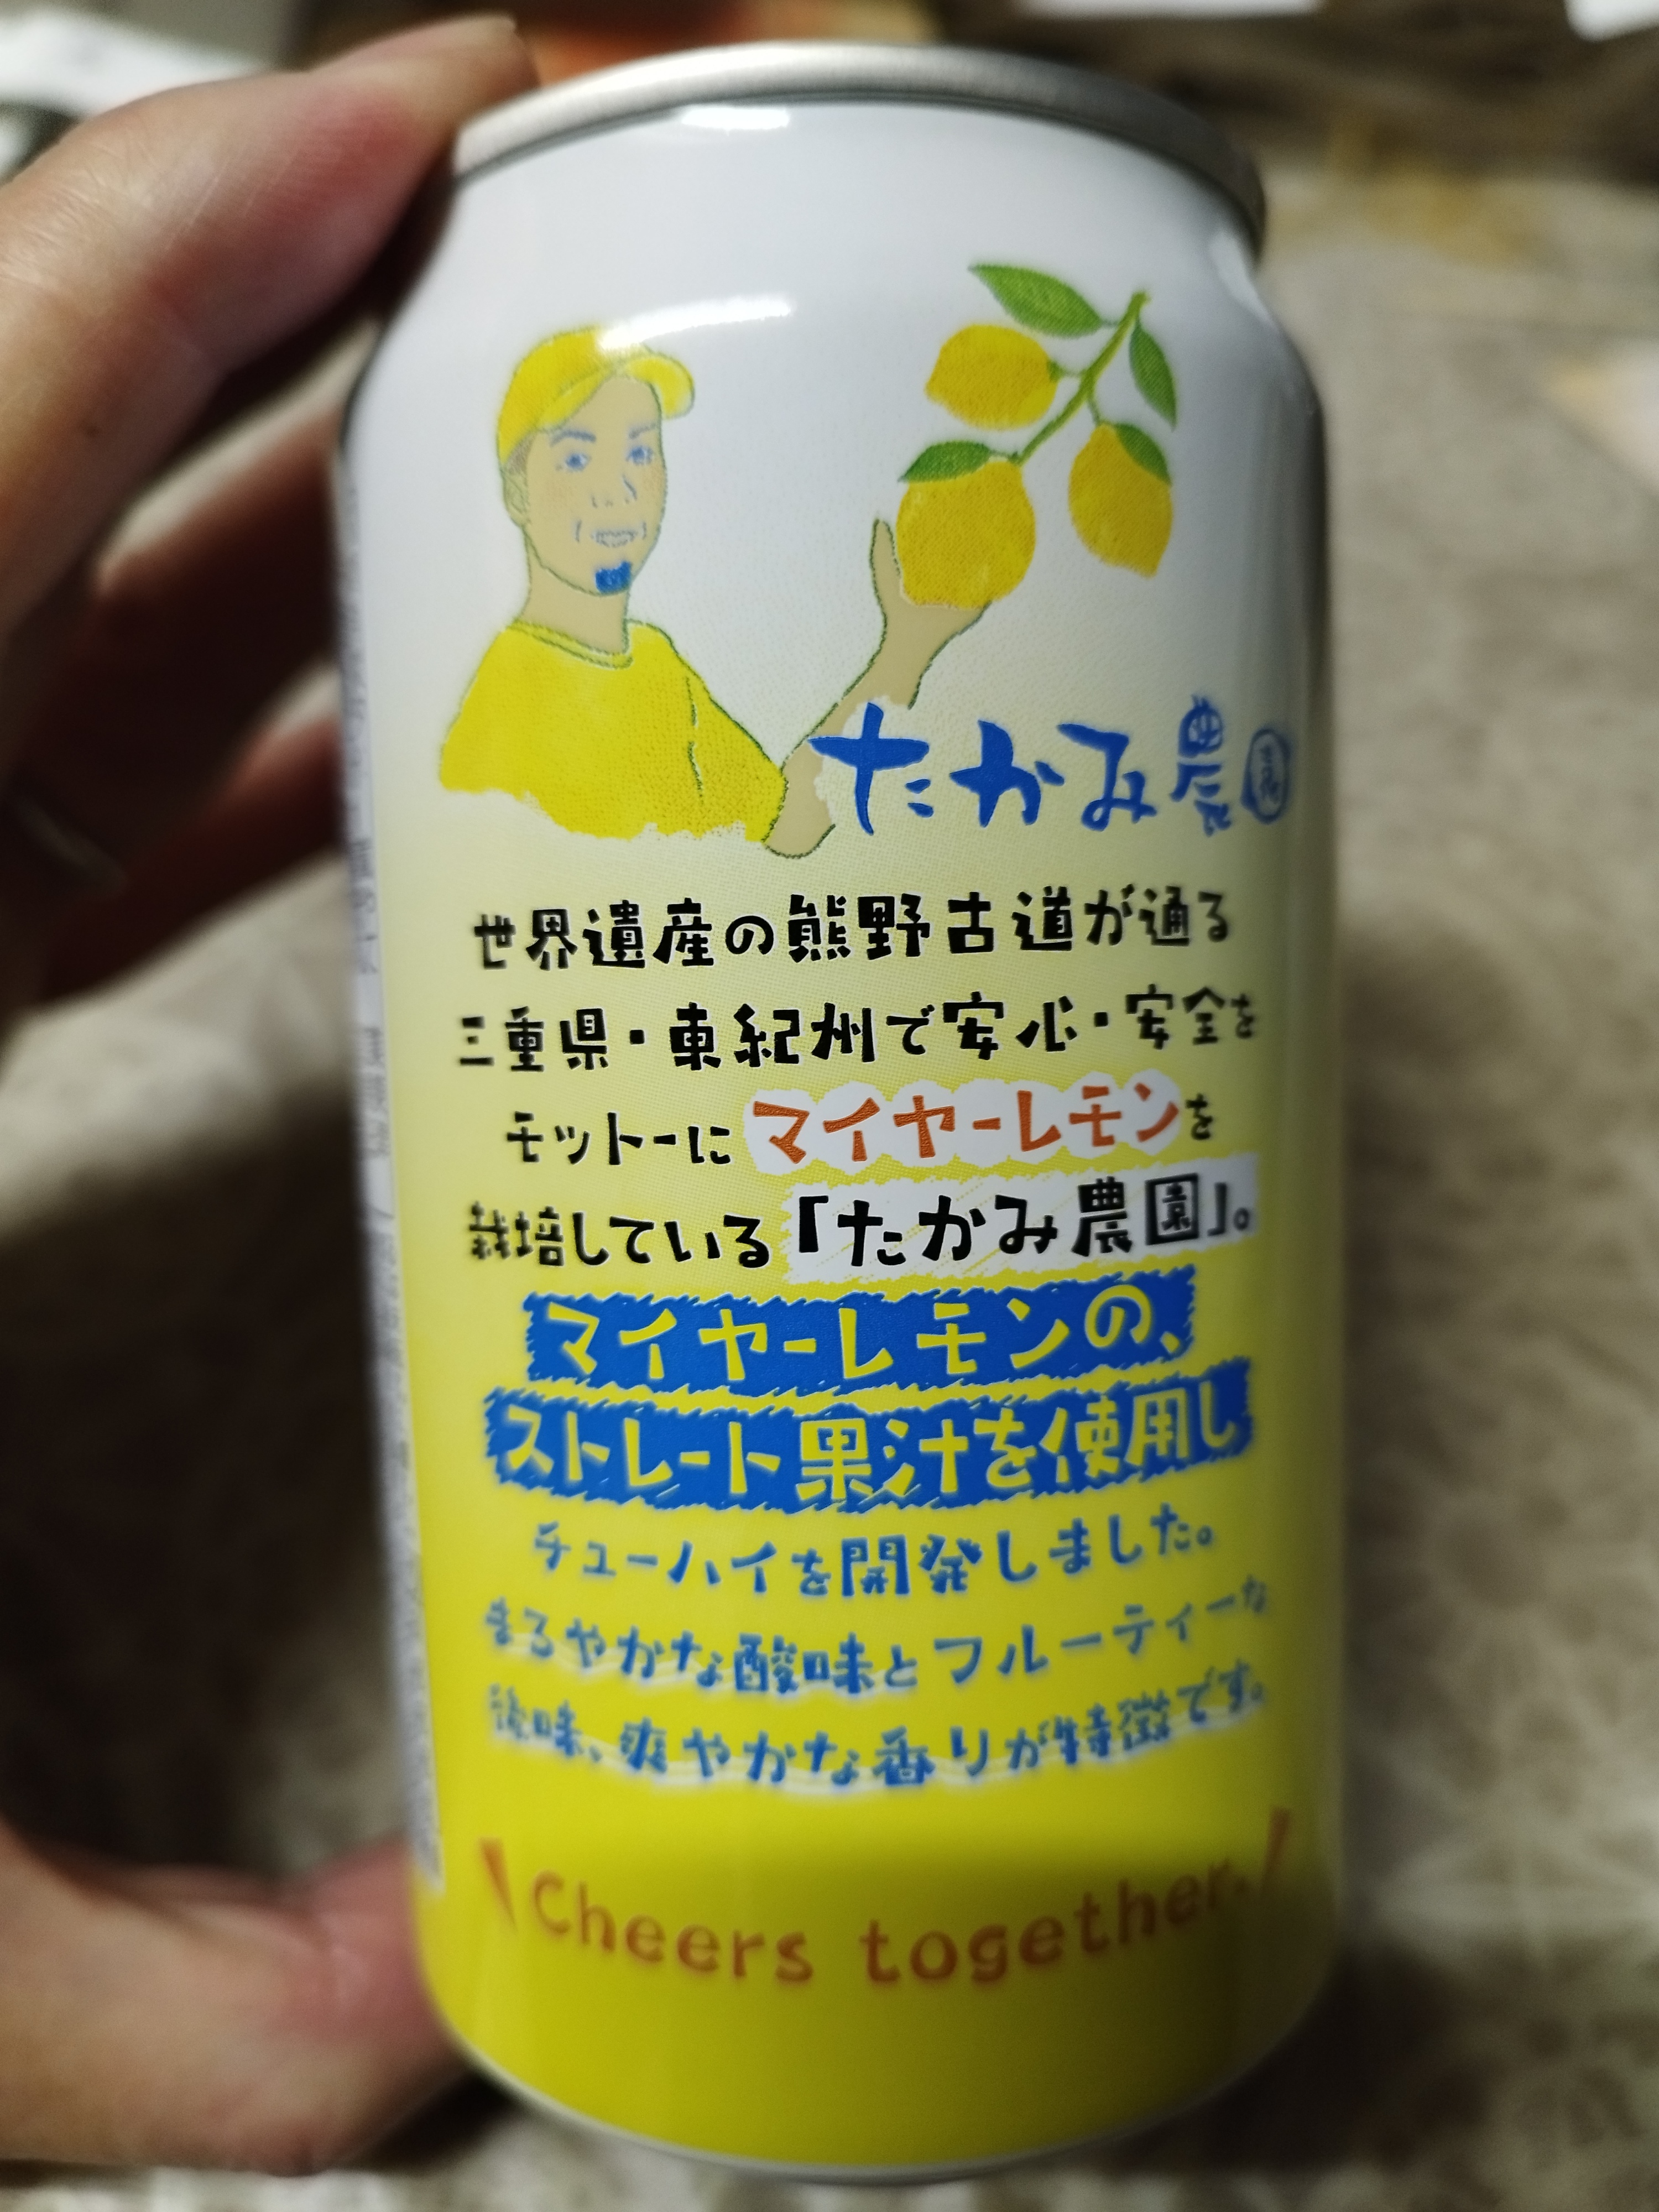 たかみ農園
世界遺産の熊野古道が通る
三重県・東紀州で安心・安全を
モットーにマイヤーレモンを
栽培している「たかみ農園」。
マイヤーレモンの、
ストレート果汁を使用し
チューハイを開発しました。
まろやかな酸味とフルーティーな
後味、爽やかな香りが特徴です。
\Cheers together./